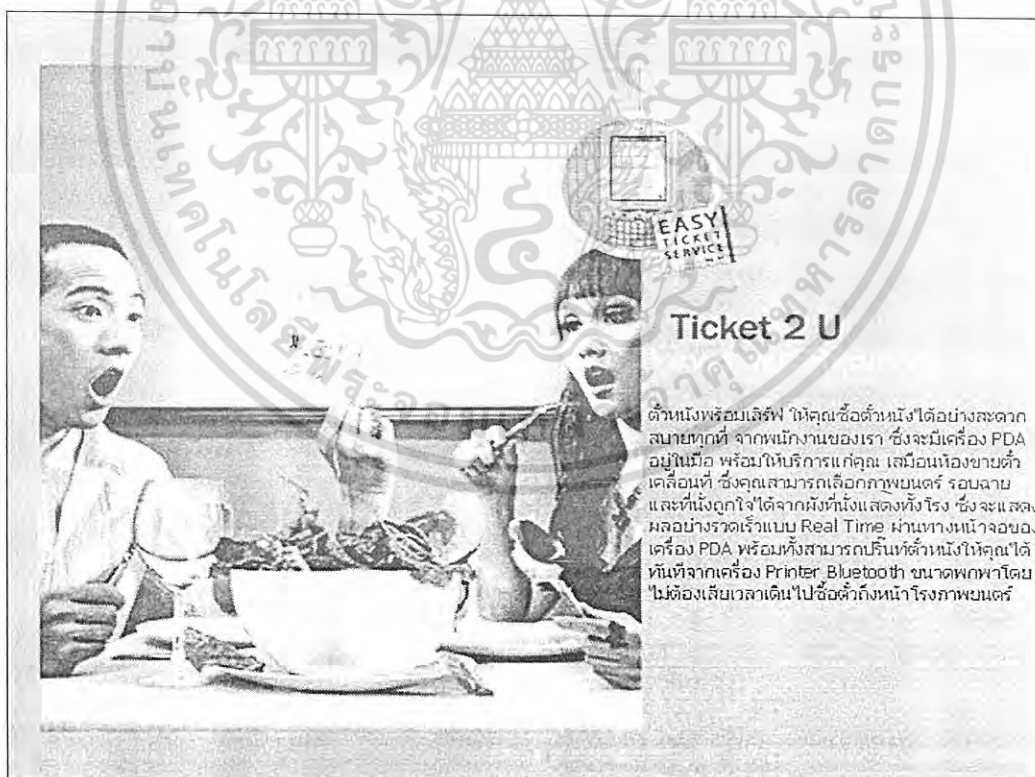 EASY
TICKET
SERVICE
Ticket 2 U
ตั๋วหนังพร้อมเสิร์ฟ ให้คุณซื้อตั๋วหนังได้อย่างสะดวก
สบายทุกที่ จากพนักงานของเรา ซึ่งจะมีเครื่อง PDA
อยู่ในมือ พร้อมให้บริการแก่คุณ เสมือนห้องขายตั๋ว
เคลื่อนที่ ซึ่งคุณสามารถเลือกภาพยนตร์ รอบฉาย
และที่นั่งถูกใจได้จากผังที่นั่งแสดงทั้งโรง ซึ่งจะแสดง
ผลอย่างรวดเร็วแบบ Real Time ผ่านทางหน้าจอของ
เครื่อง PDA พร้อมทั้งสามารถปริ๊นท์ตั๋วหนังให้คุณได้
ทันทีจากเครื่อง Printer Bluetooth ขนาดพกพาโดย
ไม่ต้องเสียเวลาเดินไปซื้อตั๋วถึงหน้าโรงภาพยนตร์